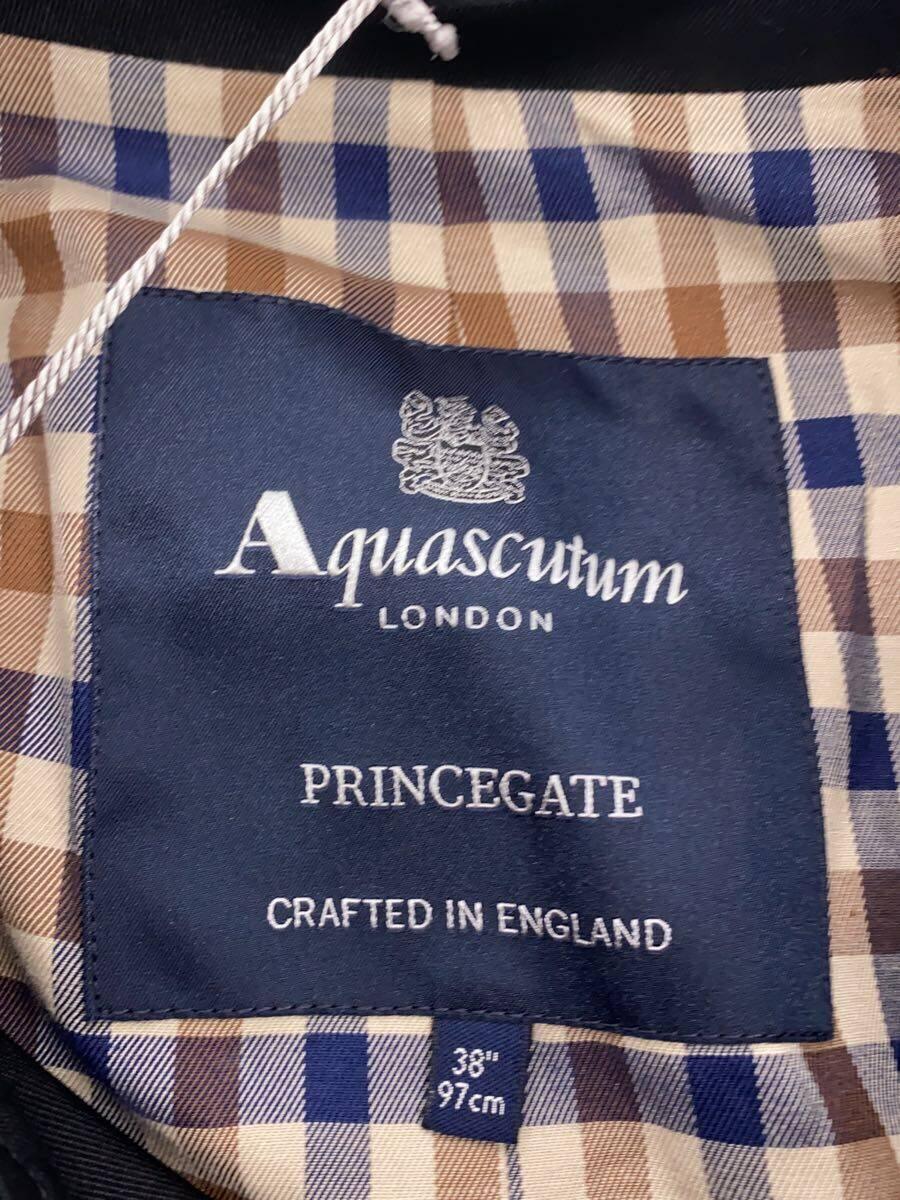 Aquascutum
LONDON
PRINCEGATE
CRAFTED IN ENGLAND
38"
97cm